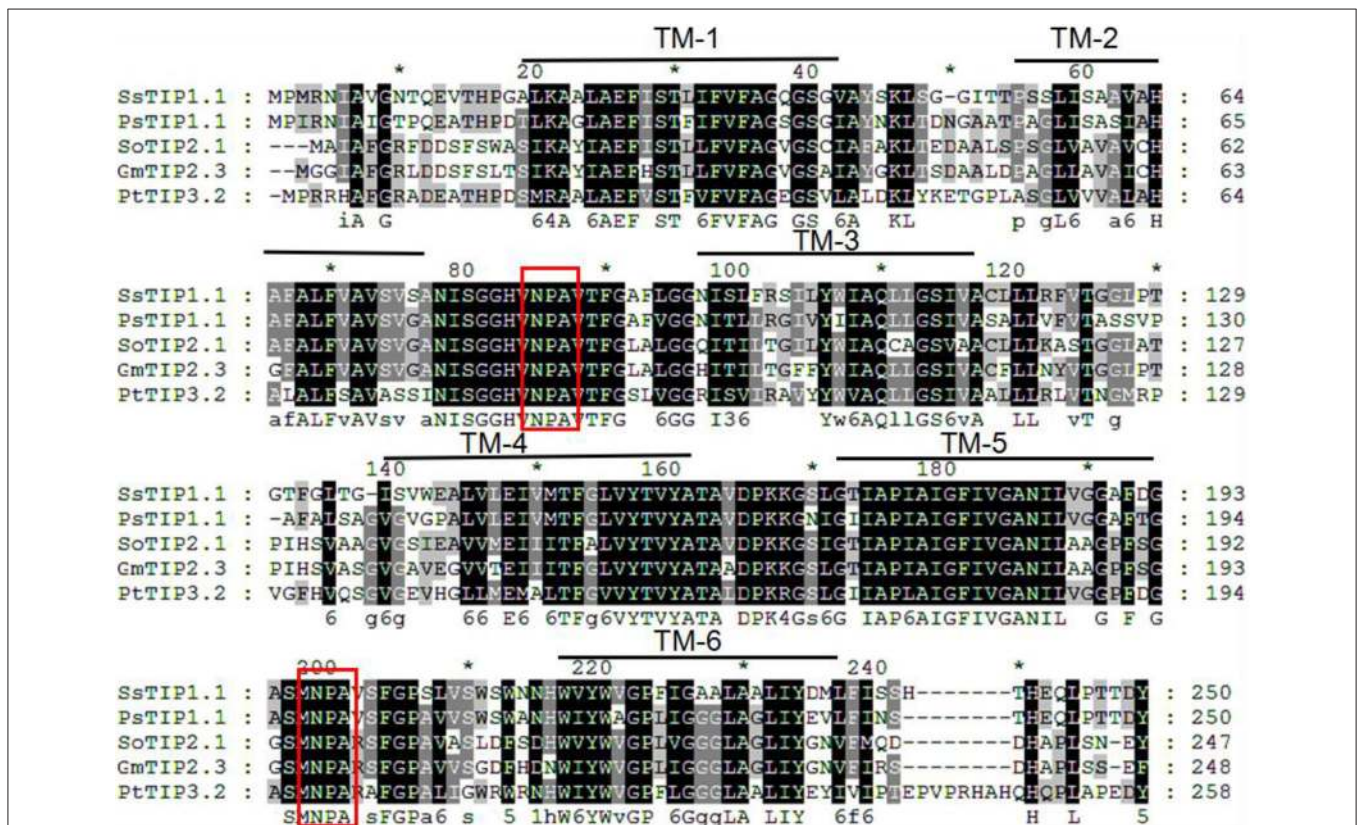 TM-1 TM-2
* 20 * 40 * 60
SsTIP1.1 : MPMRNIAVGNTQEVTHPGALKAALAEFISTLIFVFAGQGSGVAYSKLSG-GITTPSSLISAAVAH : 64
PsTIP1.1 : MPIRNIAIGTPQEATHPDTLKAGLAEFISTFIFVFAGSGSGIAYNKLTDNGAATPAGLISASIAH : 65
SoTIP2.1 : ---MAIAFGRFDDSFSWASIKAYIAEFISTLLFVFAGVGSCIAFAKLTEDAALSPSGLVAVAVCH : 62
GmTIP2.3 : --MGGIAFGRLDDSFSLTSIKAYIAEFHSTLLFVFAGVGSAIAYGKLTSDAALDPAGLLAVAICH : 63
PtTIP3.2 : -MPRRHAFGRADEATHPDSMRAALAEFVSTFVFVFAGEGSVLALDKLYKETGPLASGLVVVALAH : 64
iA G 64A 6AEF ST 6FVFAG GS 6A KL p gL6 a6 H
TM-3
* 80 * 100 * 120 *
SsTIP1.1 : AFALFVAVSVSANISGGHVNPAVTFGAFLGGNISLFRSILYWIAQLLGSIVACLLLRFVTGGLPT : 129
PsTIP1.1 : AFALFVAVSVGANISGGHVNPAVTFGAFVGGNITLLRGIVYIIAQLLGSIVASALLVFVTASSVP : 130
SoTIP2.1 : GFALFVAVSVGANISGGHVNPAVTFGLALGGQITILTGILYWIAQCAGSVAACLLLKASTGGLAT : 127
GmTIP2.3 : GFALFVAVSVGANISGGHVNPAVTFGLALGGHITILTGFFYWIAQLLGSIVACFLLNYVTGGLPT : 128
PtTIP3.2 : ALALFSAVASSINISGGHVNPAVTFGSLVGGRISVIRAVYYWVAQLLGSIVAALLLRLVTNGMRP : 129
afALFvAVsv aNISGGHVNPAVTFG 6GG I36 Yw6AQllGS6vA LL vT g
TM-4 TM-5
140 * 160 * 180 *
SsTIP1.1 : GTFGLTG-ISVWEALVLEIVMTFGLVYTVYATAVDPKKGSLGTIAPIAIGFIVGANILVGGAFDG : 193
PsTIP1.1 : -AFALSAGVGVGPALVLEIVMTFGLVYTVYATAVDPKKGNIGIIAPIAIGFIVGANILVGGAFTG : 194
SoTIP2.1 : PIHSVAAGVGSIEAVVMEIIITFALVYTVYATAVDPKKGSIGTIAPIAIGFIVGANILAAGPFSG : 192
GmTIP2.3 : PIHSVASGVGAVEGVVTEIIITFGLVYTVYATAADPKKGSLGTIAPIAIGFIVGANILAAGPFSG : 193
PtTIP3.2 : VGFHVQSGVGEVHGLLMEMALTFGVVYTVYATALDPKRGSLGIIAPLAIGFIVGANILVGGPFDG : 194
6 g6g 66 E6 6TFg6VYTVYATA DPK4Gs6G IAP6AIGFIVGANIL G F G
TM-6
200 * 220 * 240 *
SsTIP1.1 : ASMNPAVSFGPSLVSWSWNNHWVYWVGPFIGAALAALIYDMLFISSH-------THEQLPTTDY : 250
PsTIP1.1 : ASMNPAVSFGPAVVSWSWANHWIYWAGPLIGGGLAGLIYEVLFINS--------THEQLPTTDY : 250
SoTIP2.1 : GSMNPARSFGPAVASLDFSDHWVYWVGPLVGGGLAGLIYGNVFMQD--------DHAPLSN-EY : 247
GmTIP2.3 : GSMNPARSFGPAVVSGDFHDNWIYWVGPLIGGGLAGLIYGNVFIRS--------DHAPLSS-EF : 248
PtTIP3.2 : ASMNPARAFGPALIGWRWRNHWIYWVGPFLGGGLAALIYEYIVIPTEPVPRHAHQHQPLAPEDY : 258
SMNPA sFGPa6 s 5 1hW6YWvGP 6GggLA LIY 6f6 H L 5